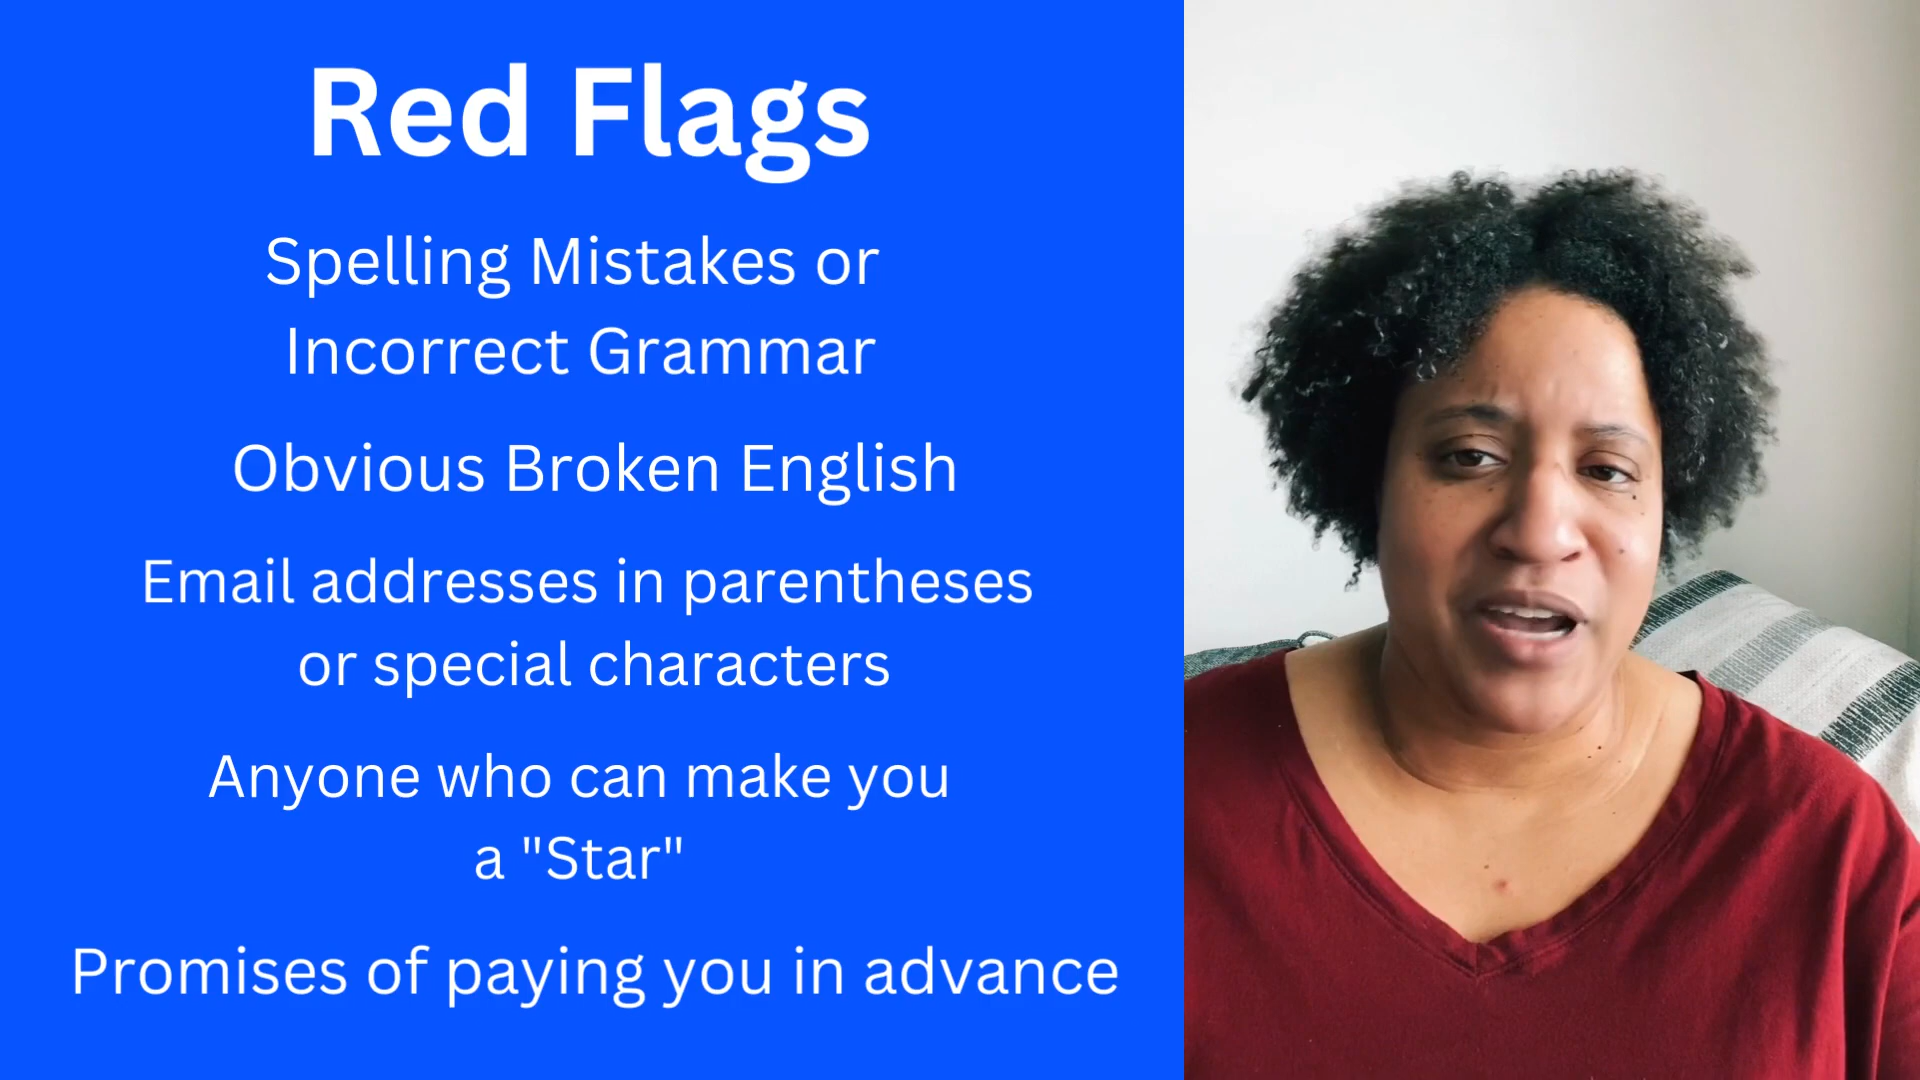 Red Flags
Spelling Mistakes or
Incorrect Grammar
Obvious Broken English
Email addresses in parentheses
or special characters
Anyone who can make you
a "Star"
Promises of paying you in advance